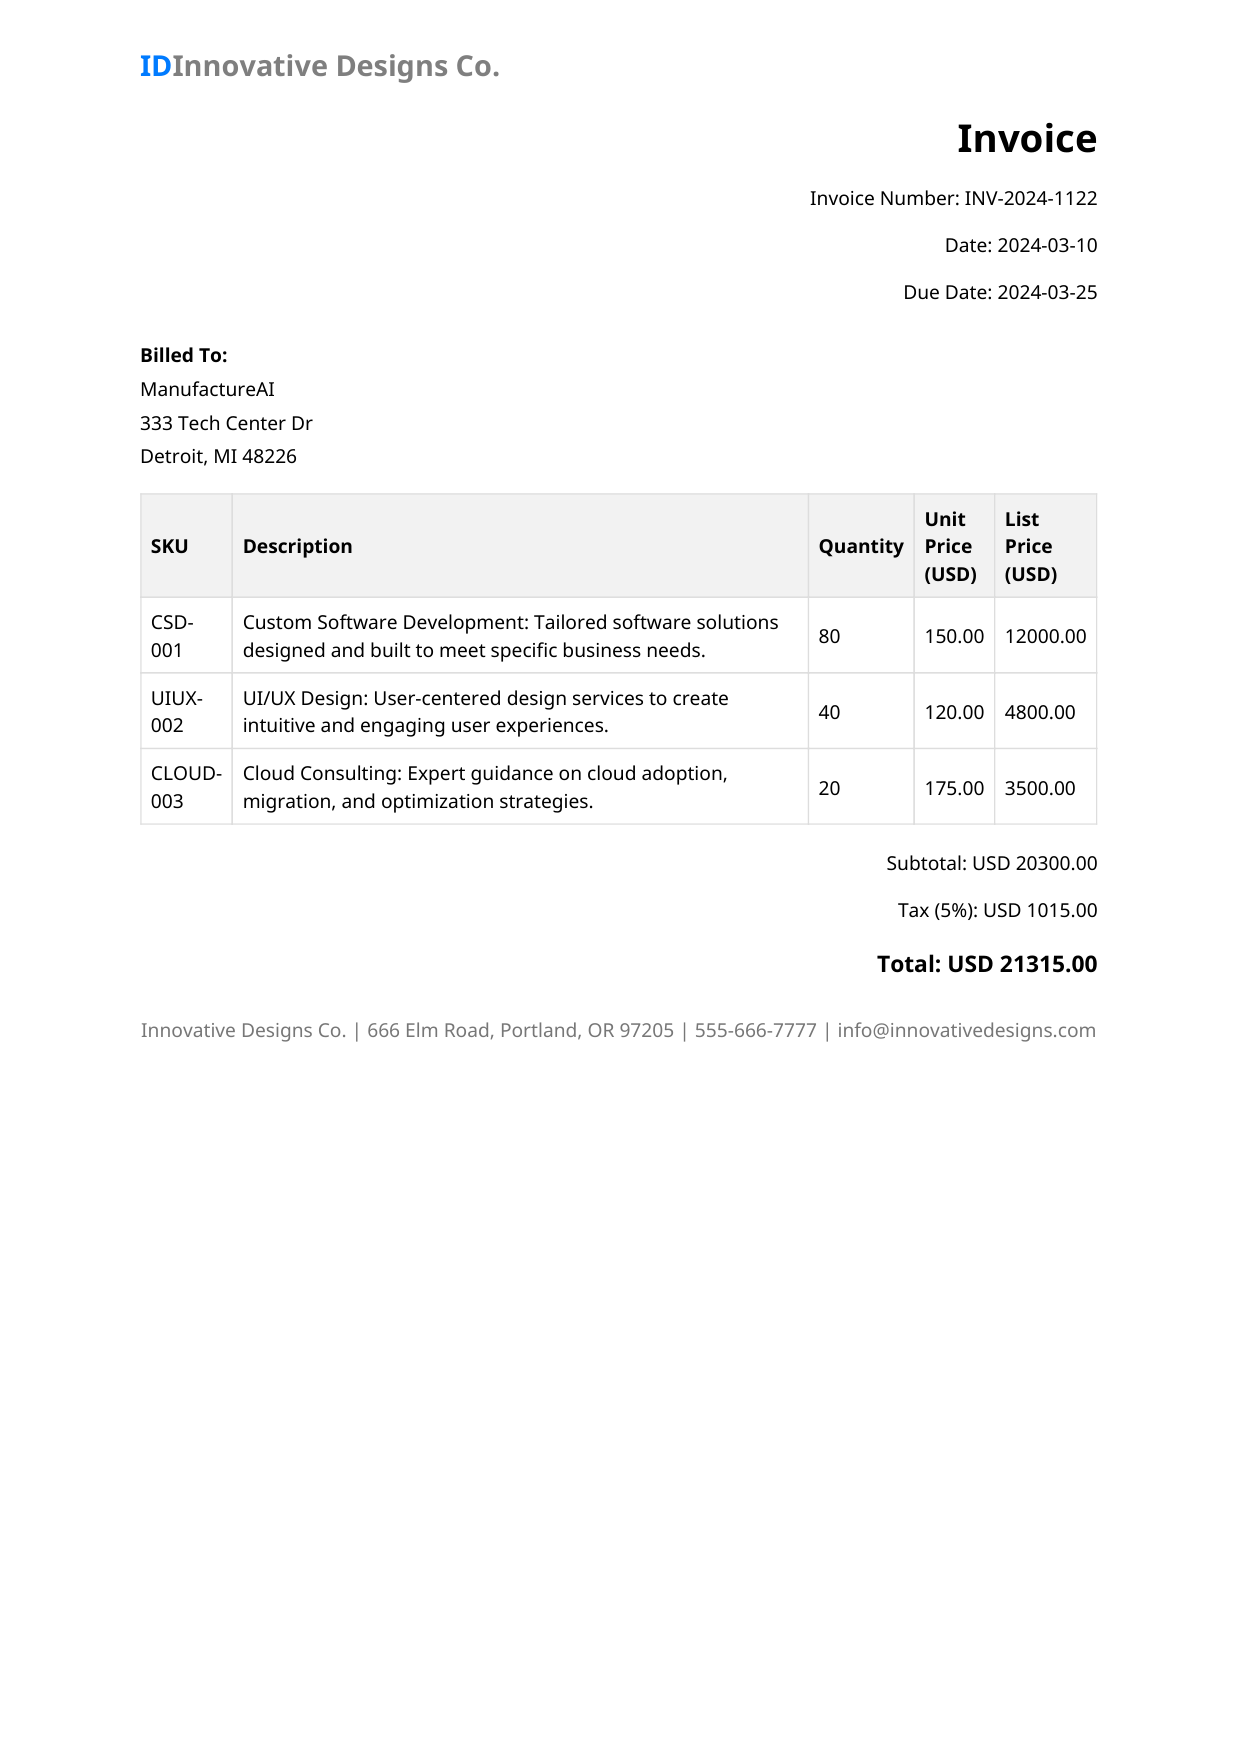 IDInnovative Designs Co.
Invoice
Invoice Number: INV-2024-1122
Date: 2024-03-10
Due Date: 2024-03-25
Billed To:
ManufactureAI
333 Tech Center Dr
Detroit, MI 48226
SKU Description Quantity Unit Price (USD) List Price (USD)
CSD-
001
Custom Software Development: Tailored software solutions
designed and built to meet specific business needs.
80
150.00
12000.00
UIUX-
002
UI/UX Design: User-centered design services to create
intuitive and engaging user experiences.
40
120.00
4800.00
CLOUD-
003
Cloud Consulting: Expert guidance on cloud adoption,
migration, and optimization strategies.
20
175.00
3500.00
Subtotal: USD 20300.00
Tax (5%): USD 1015.00
Total: USD 21315.00
Innovative Designs Co. | 666 Elm Road, Portland, OR 97205 | 555-666-7777 | info@innovativedesigns.com